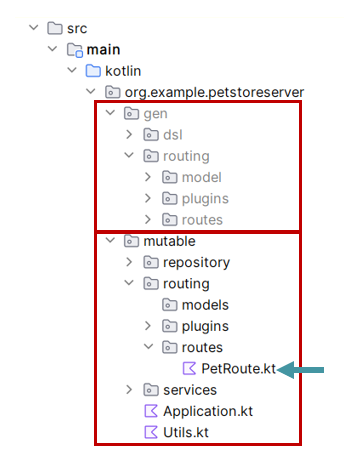 src
main
kotlin
org.example.petstoreserver
gen
dsl
routing
model
plugins
routes
mutable
repository
routing
models
plugins
routes
PetRoute.kt
services
Application.kt
Utils.kt